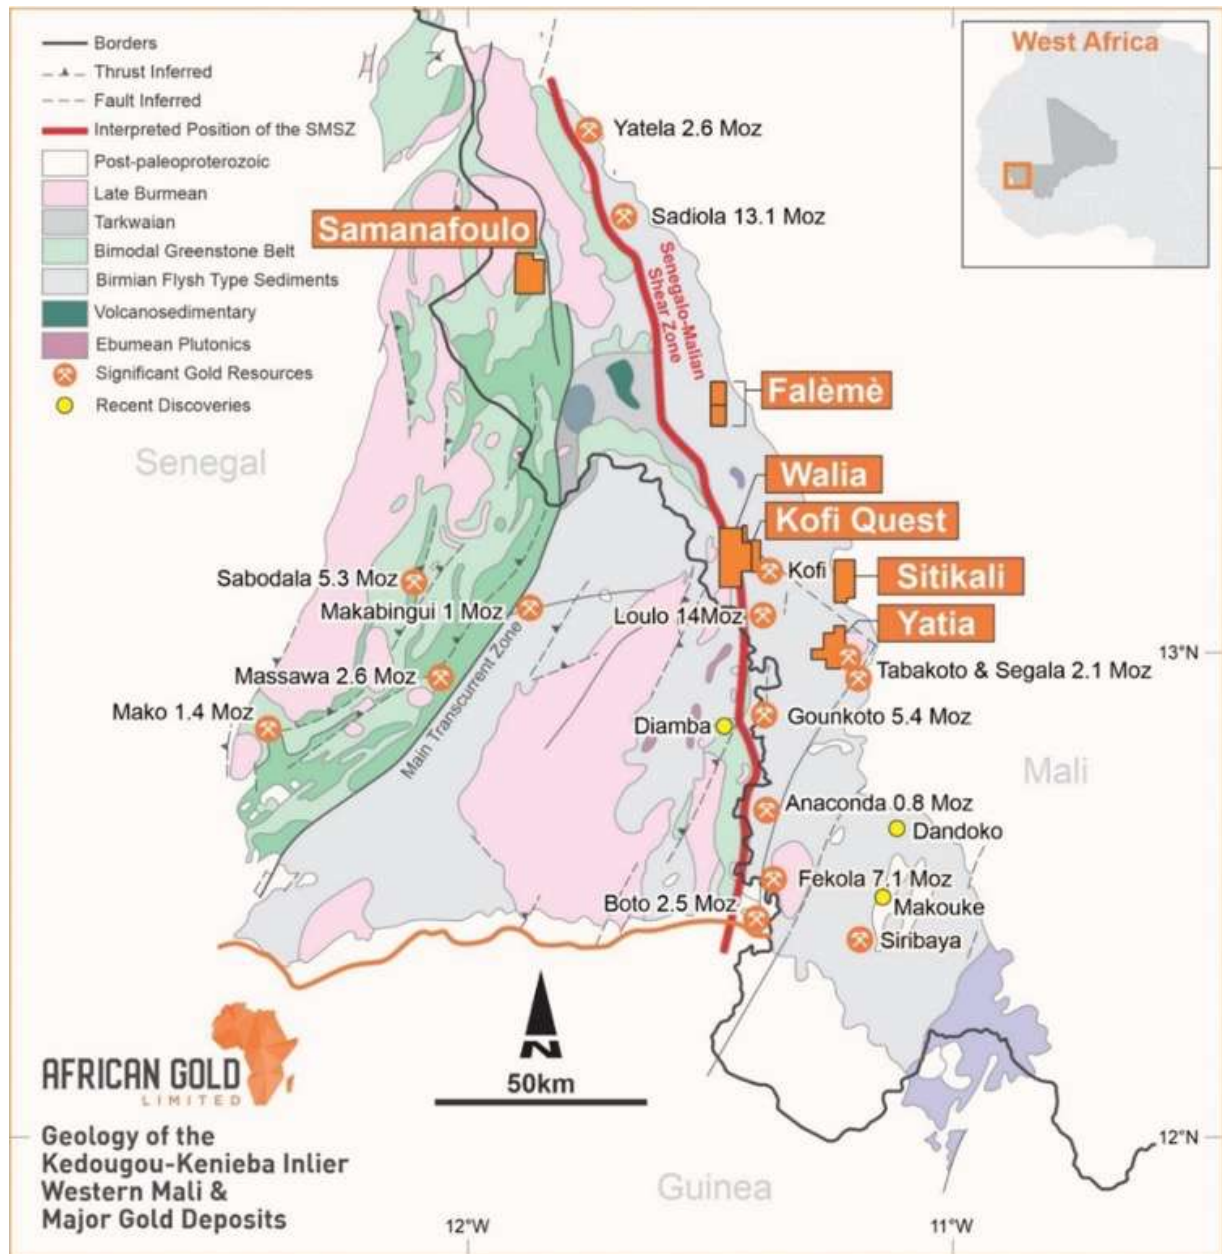 Borders
Thrust Inferred
Fault Inferred
Interpreted Position of the SMSZ
Post-paleoproterozoic
Late Burmean
Tarkwaian
Bimodal Greenstone Belt
Birmian Flysh Type Sediments
Volcanosedimentary
Ebumean Plutonics
Significant Gold Resources
Recent Discoveries
West Africa
Yatela 2.6 Moz
Sadiola 13.1 Moz
Samanafoulo
Senegalo-Malian
Shear Zone
Falèmè
Senegal
Walia
Kofi Quest
Kofi
Sitikali
Sabodala 5.3 Moz
Makabingui 1 Moz
Loulo 14Moz
Yatia
13°N
Massawa 2.6 Moz
Tabakoto & Segala 2.1 Moz
Mako 1.4 Moz
Main Transcurrent Zone
Diamba
Gounkoto 5.4 Moz
Mali
Anaconda 0.8 Moz
Dandoko
Fekola 7.1 Moz
Boto 2.5 Moz
Makouke
Siribaya
N
50km
AFRICAN GOLD
LIMITED
Geology of the
Kedougou-Kenieba Inlier
Western Mali &
Major Gold Deposits
12°N
Guinea
12°W
11°W